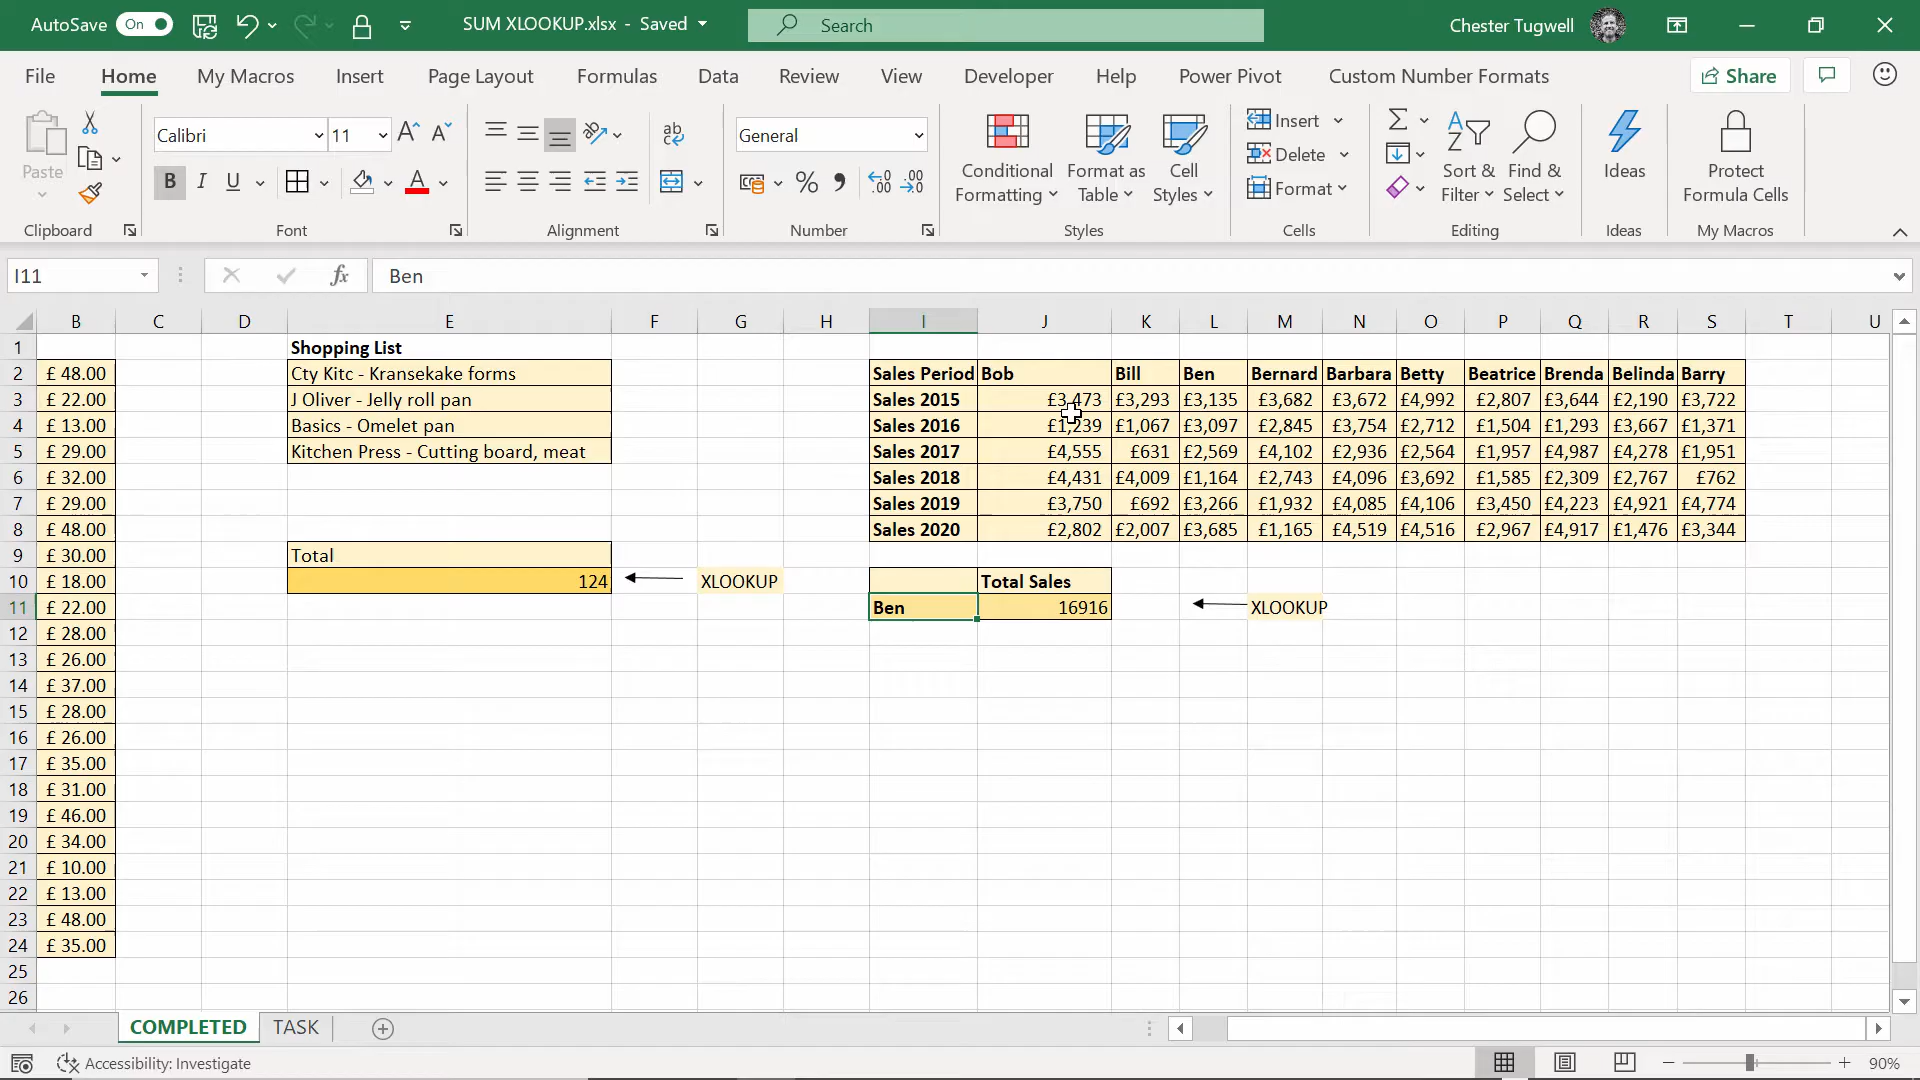 AutoSave On SUM XLOOKUP.xlsx - Saved Search Chester Tugwell
File Home My Macros Insert Page Layout Formulas Data Review View Developer Help Power Pivot Custom Number Formats Share
Paste
Calibri 11
B I U
A
ab
General
%
Conditional Formatting
Format as Table
Cell Styles
Insert
Delete
Format
Sort & Filter
Find & Select
Ideas
Protect Formula Cells
Clipboard Font Alignment Number Styles Cells Editing Ideas My Macros
I11 fx Ben
B C D E F G H I J K L M N O P Q R S T U
1 Shopping List
2 £ 48.00 Cty Kitc - Kransekake forms Sales Period Bob Bill Ben Bernard Barbara Betty Beatrice Brenda Belinda Barry
3 £ 22.00 J Oliver - Jelly roll pan Sales 2015 £3,473 £3,293 £3,135 £3,682 £3,672 £4,992 £2,807 £3,644 £2,190 £3,722
4 £ 13.00 Basics - Omelet pan Sales 2016 £1,239 £1,067 £3,097 £2,845 £3,754 £2,712 £1,504 £1,293 £3,667 £1,371
5 £ 29.00 Kitchen Press - Cutting board, meat Sales 2017 £4,555 £631 £2,569 £4,102 £2,936 £2,564 £1,957 £4,987 £4,278 £1,951
6 £ 32.00 Sales 2018 £4,431 £4,009 £1,164 £2,743 £4,096 £3,692 £1,585 £2,309 £2,767 £762
7 £ 29.00 Sales 2019 £3,750 £692 £3,266 £1,932 £4,085 £4,106 £3,450 £4,223 £4,921 £4,774
8 £ 48.00 Sales 2020 £2,802 £2,007 £3,685 £1,165 £4,519 £4,516 £2,967 £4,917 £1,476 £3,344
9 £ 30.00 Total
10 £ 18.00 124 XLOOKUP Total Sales
11 £ 22.00 Ben 16916 XLOOKUP
12 £ 28.00
13 £ 26.00
14 £ 37.00
15 £ 28.00
16 £ 26.00
17 £ 35.00
18 £ 31.00
19 £ 46.00
20 £ 34.00
21 £ 10.00
22 £ 13.00
23 £ 48.00
24 £ 35.00
25
26
COMPLETED TASK
Accessibility: Investigate 90%